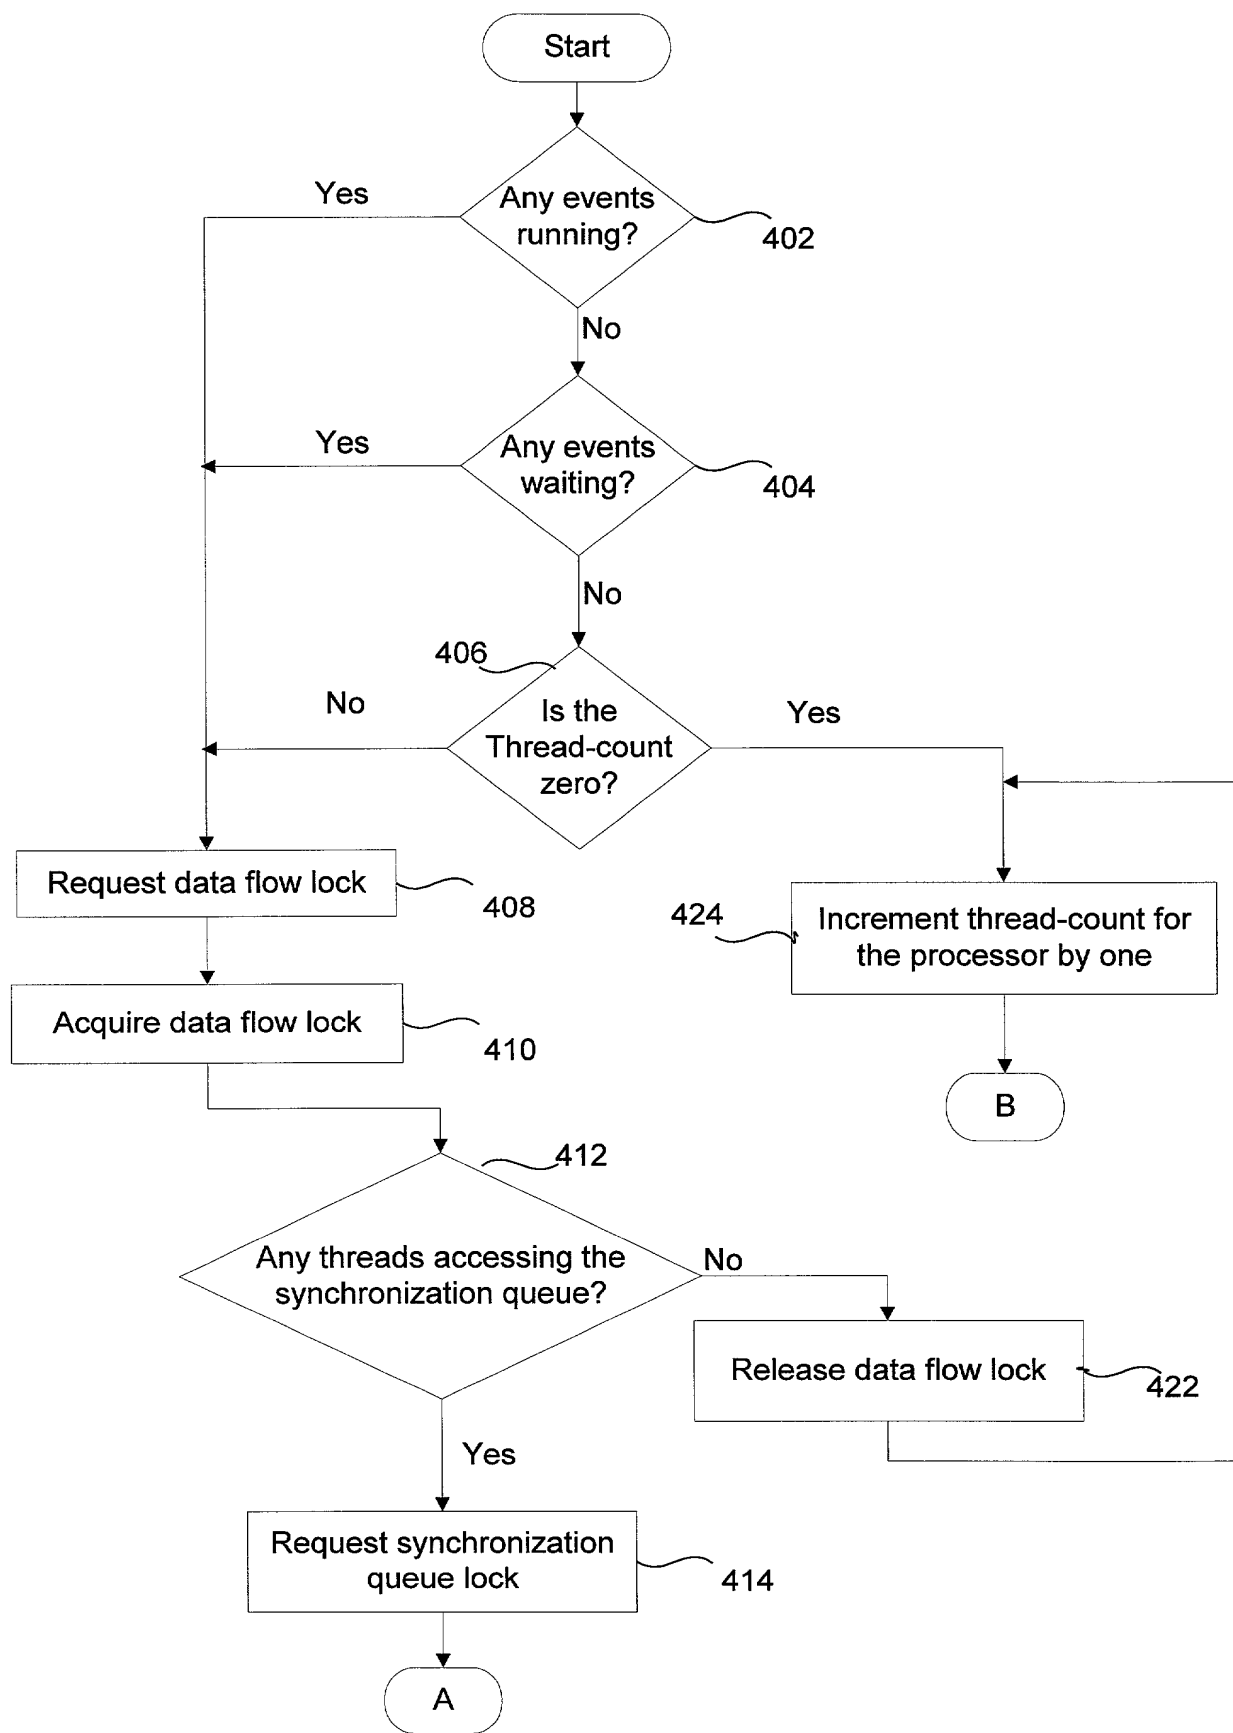 Start
Yes
Any events
running?
402
No
Yes
Any events
waiting?
404
No
406
No
Is the
Thread-count
zero?
Yes
Request data flow lock
408
424
Increment thread-count for
the processor by one
Acquire data flow lock
410
B
412
Any threads accessing the
synchronization queue?
No
Release data flow lock
422
Yes
Request synchronization
queue lock
414
A